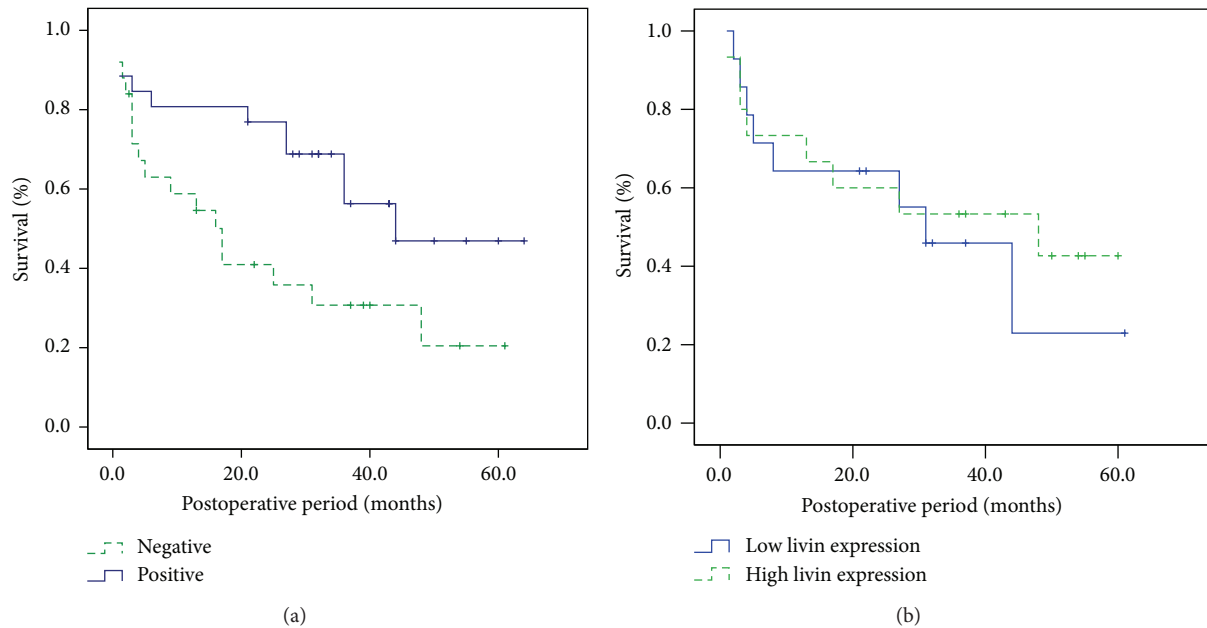 1.0
0.8
0.6
0.4
0.2
0.0
Survival (%)
0.0 20.0 40.0 60.0
Postoperative period (months)
Negative
Positive
(a)
1.0
0.8
0.6
0.4
0.2
0.0
Survival (%)
0.0 20.0 40.0 60.0
Postoperative period (months)
Low livin expression
High livin expression
(b)